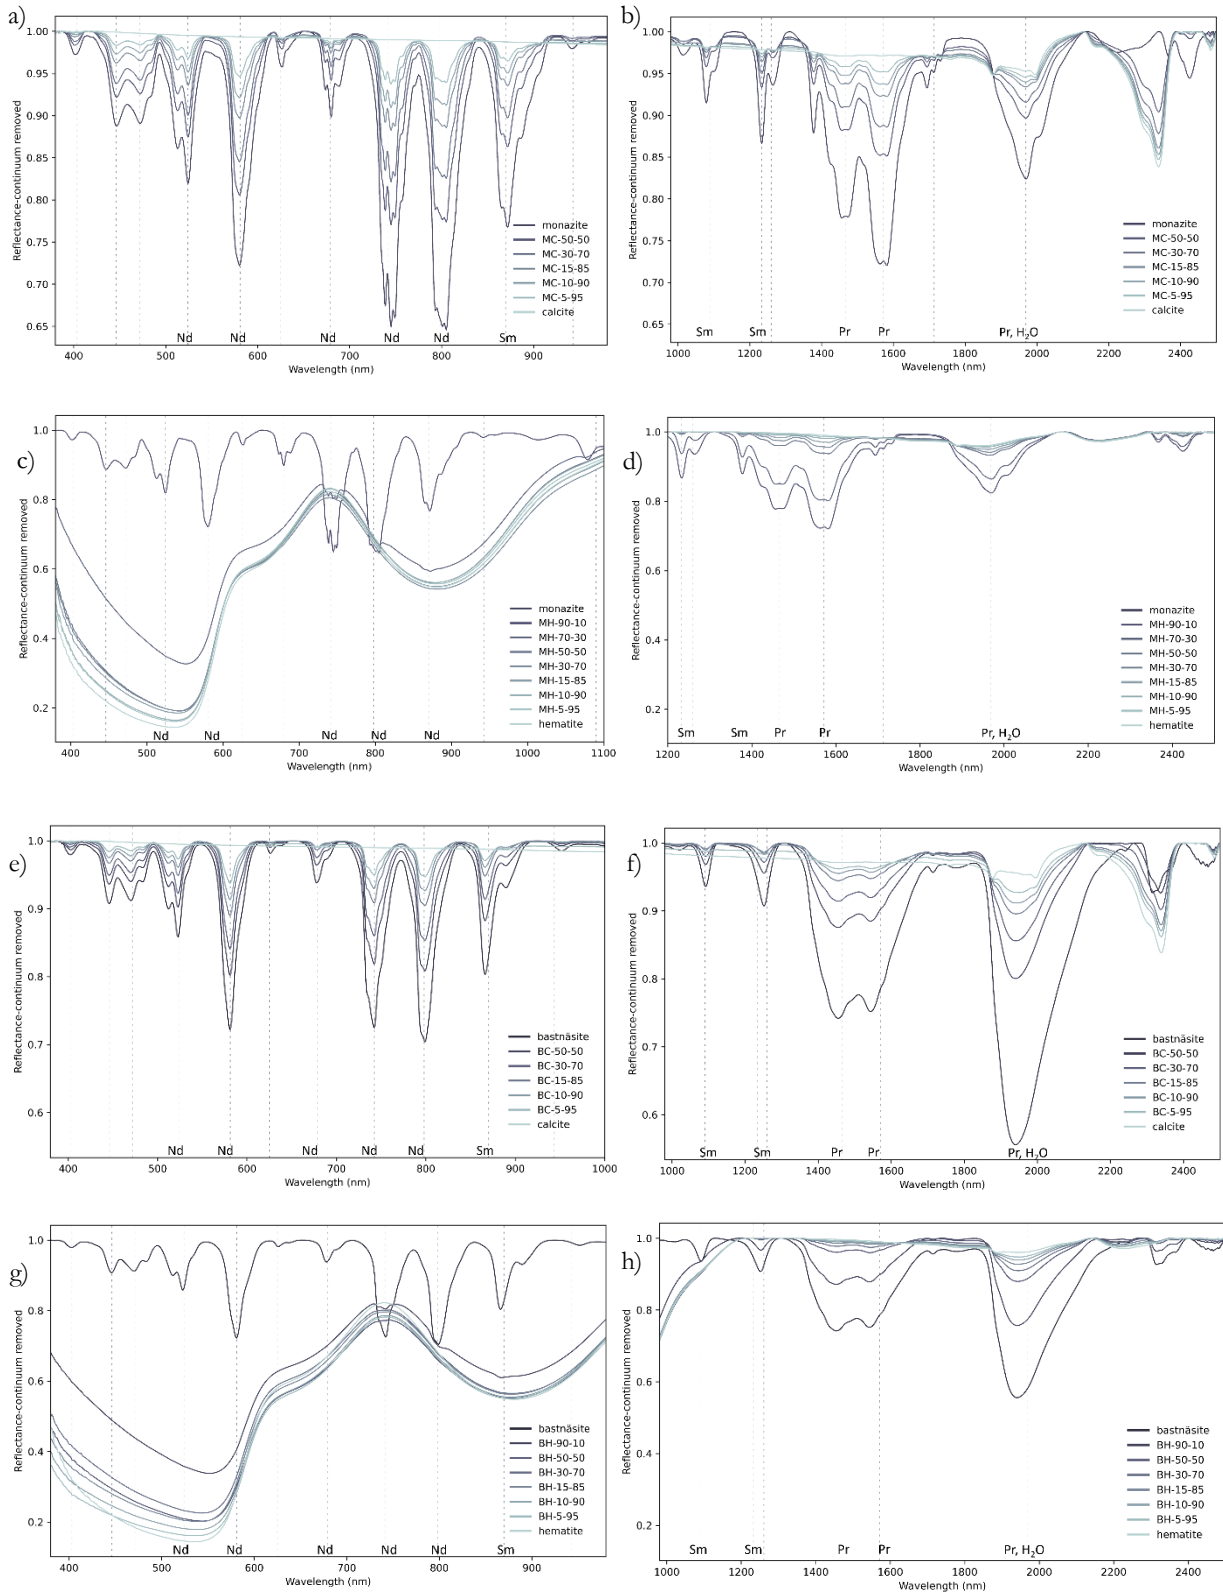 a)
Reflectance-continuum removed
1.00
0.95
0.90
0.85
0.80
0.75
0.70
0.65
monazite
MC-50-50
MC-30-70
MC-15-85
MC-10-90
MC-5-95
calcite
Nd Nd Nd Nd Nd Sm
400 500 600 700 800 900
Wavelength (nm)
b)
Reflectance-continuum removed
1.00
0.95
0.90
0.85
0.80
0.75
0.70
0.65
monazite
MC-50-50
MC-30-70
MC-15-85
MC-10-90
MC-5-95
calcite
Sm Sm Pr Pr Pr, H₂O
1000 1200 1400 1600 1800 2000 2200 2400
Wavelength (nm)
c)
Reflectance-continuum removed
1.0
0.8
0.6
0.4
0.2
monazite
MH-90-10
MH-70-30
MH-50-50
MH-30-70
MH-15-85
MH-10-90
MH-5-95
hematite
Nd Nd Nd Nd Nd
400 500 600 700 800 900 1000 1100
Wavelength (nm)
d)
Reflectance-continuum removed
1.0
0.8
0.6
0.4
0.2
monazite
MH-90-10
MH-70-30
MH-50-50
MH-30-70
MH-15-85
MH-10-90
MH-5-95
hematite
Sm Sm Pr Pr Pr, H₂O
1200 1400 1600 1800 2000 2200 2400
Wavelength (nm)
e)
Reflectance-continuum removed
1.0
0.9
0.8
0.7
0.6
bastnäsite
BC-50-50
BC-30-70
BC-15-85
BC-10-90
BC-5-95
calcite
Nd Nd Nd Nd Nd Sm
400 500 600 700 800 900 1000
Wavelength (nm)
f)
Reflectance-continuum removed
1.0
0.9
0.8
0.7
0.6
bastnäsite
BC-50-50
BC-30-70
BC-15-85
BC-10-90
BC-5-95
calcite
Sm Sm Pr Pr Pr, H₂O
1000 1200 1400 1600 1800 2000 2200 2400
Wavelength (nm)
g)
Reflectance-continuum removed
1.0
0.8
0.6
0.4
0.2
bastnäsite
BH-90-10
BH-50-50
BH-30-70
BH-15-85
BH-10-90
BH-5-95
hematite
Nd Nd Nd Nd Nd Sm
400 500 600 700 800 900
Wavelength (nm)
h)
Reflectance-continuum removed
1.0
0.9
0.8
0.7
0.6
0.5
0.4
0.3
0.2
bastnäsite
BH-90-10
BH-50-50
BH-30-70
BH-15-85
BH-10-90
BH-5-95
hematite
Sm Sm Pr Pr Pr, H₂O
1000 1200 1400 1600 1800 2000 2200 2400
Wavelength (nm)